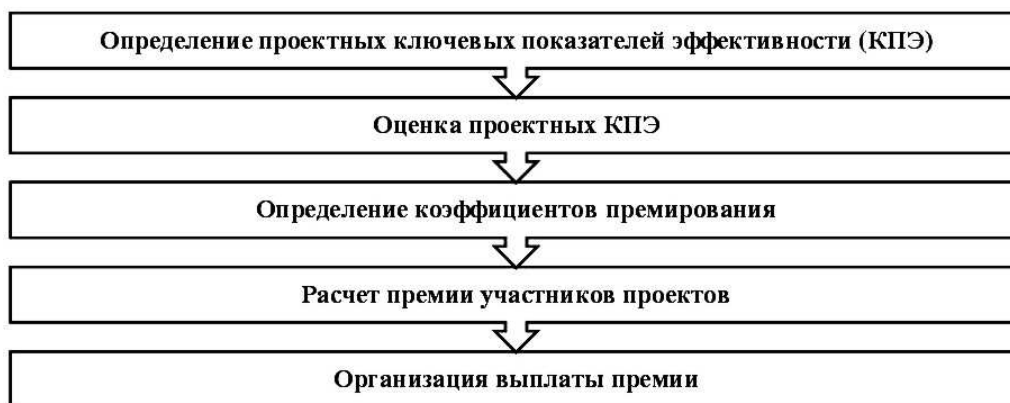 Определение проектных ключевых показателей эффективности (КПЭ)
Оценка проектных КПЭ
Определение коэффициентов премирования
Расчет премии участников проектов
Организация выплаты премии